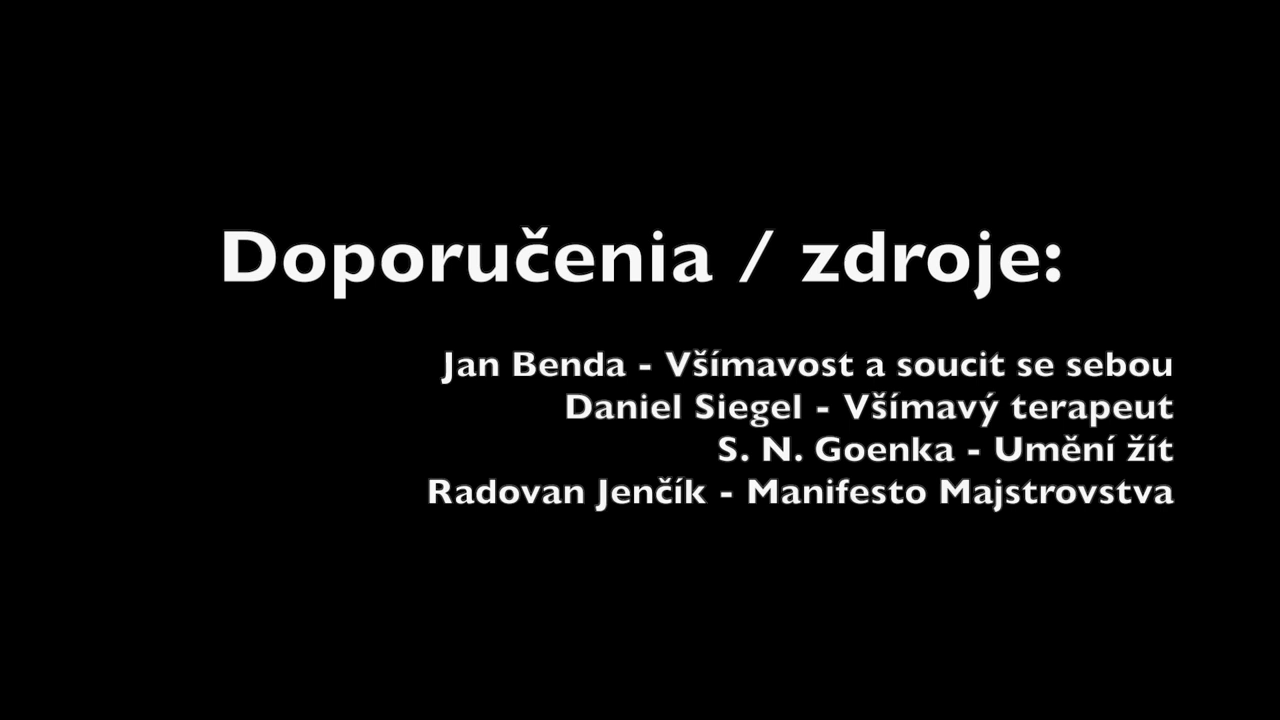 Doporučenia / zdroje:
Jan Benda - Všímavost a soucit se sebou
Daniel Siegel - Všímavý terapeut
S. N. Goenka - Umění žít
Radovan Jenčík - Manifesto Majstrovstva